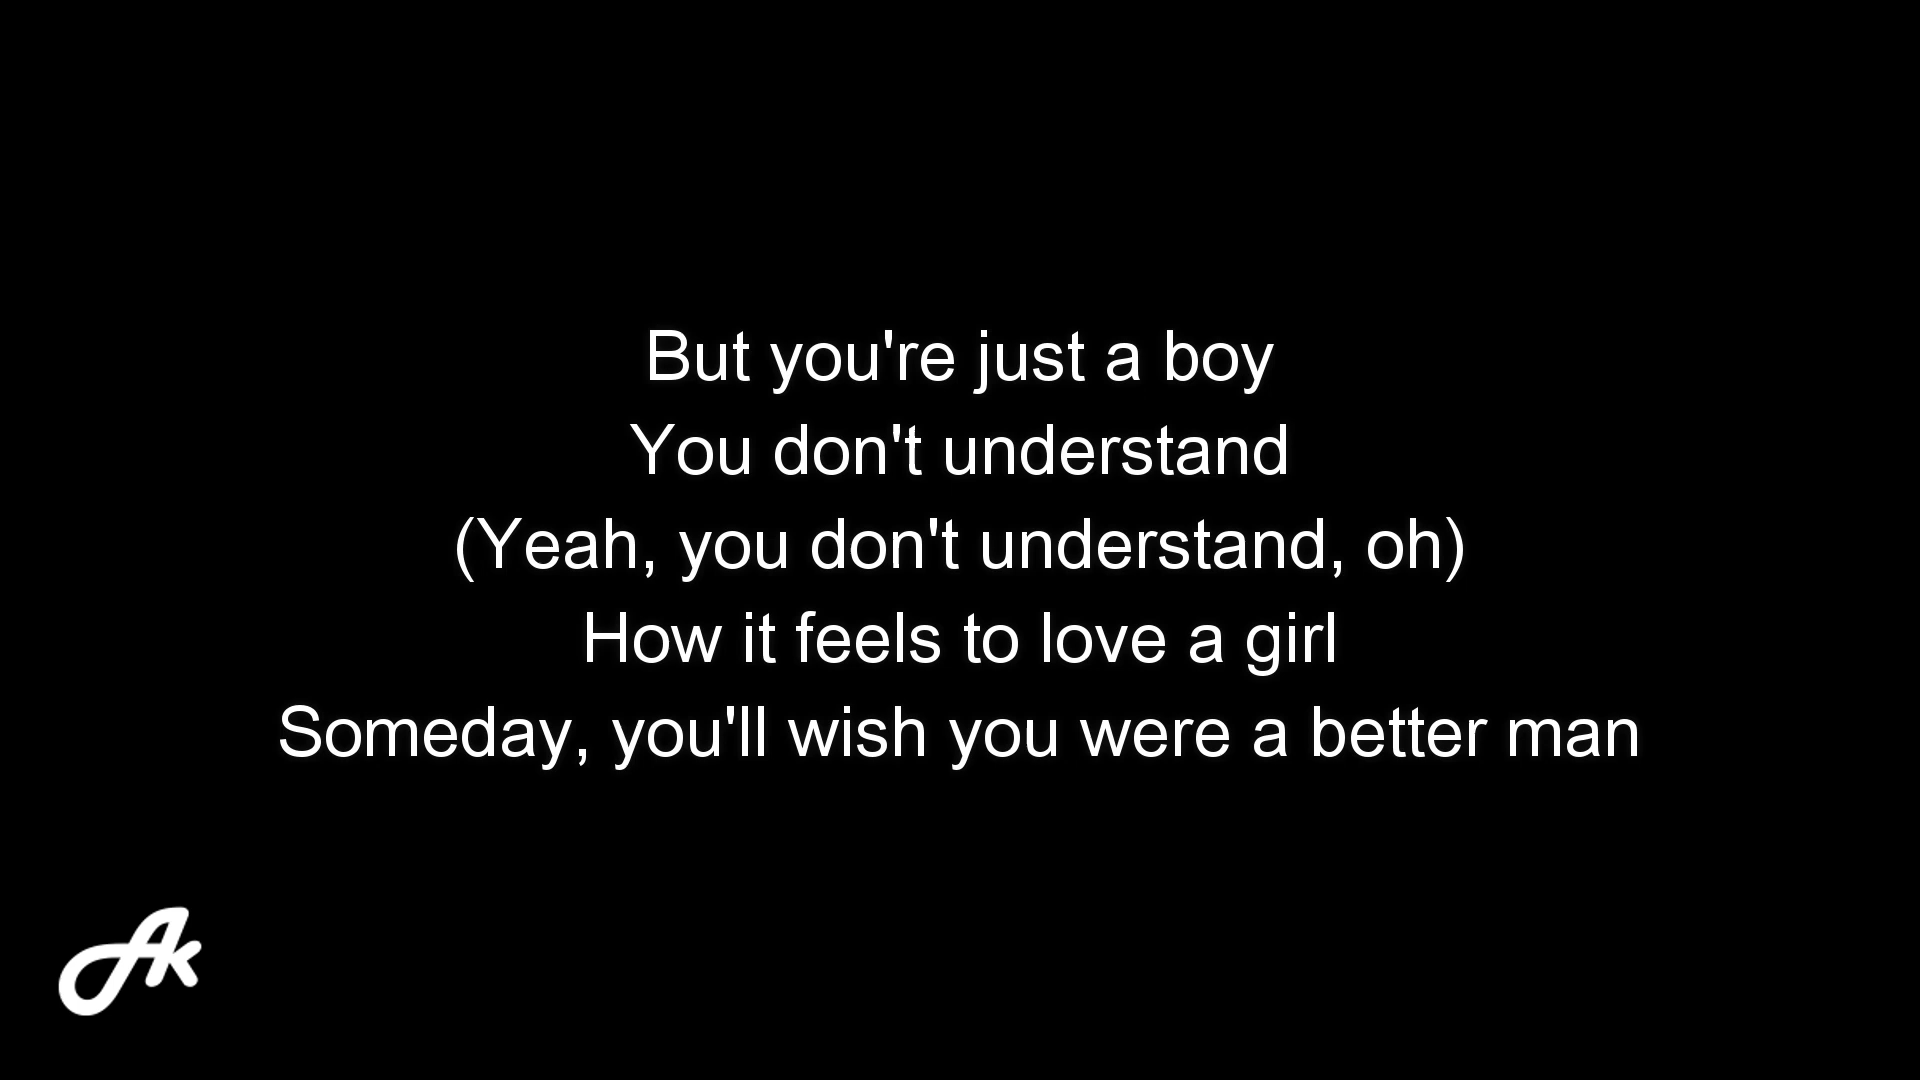 But you're just a boy
You don't understand
(Yeah, you don't understand, oh)
How it feels to love a girl
Someday, you'll wish you were a better man
Ak